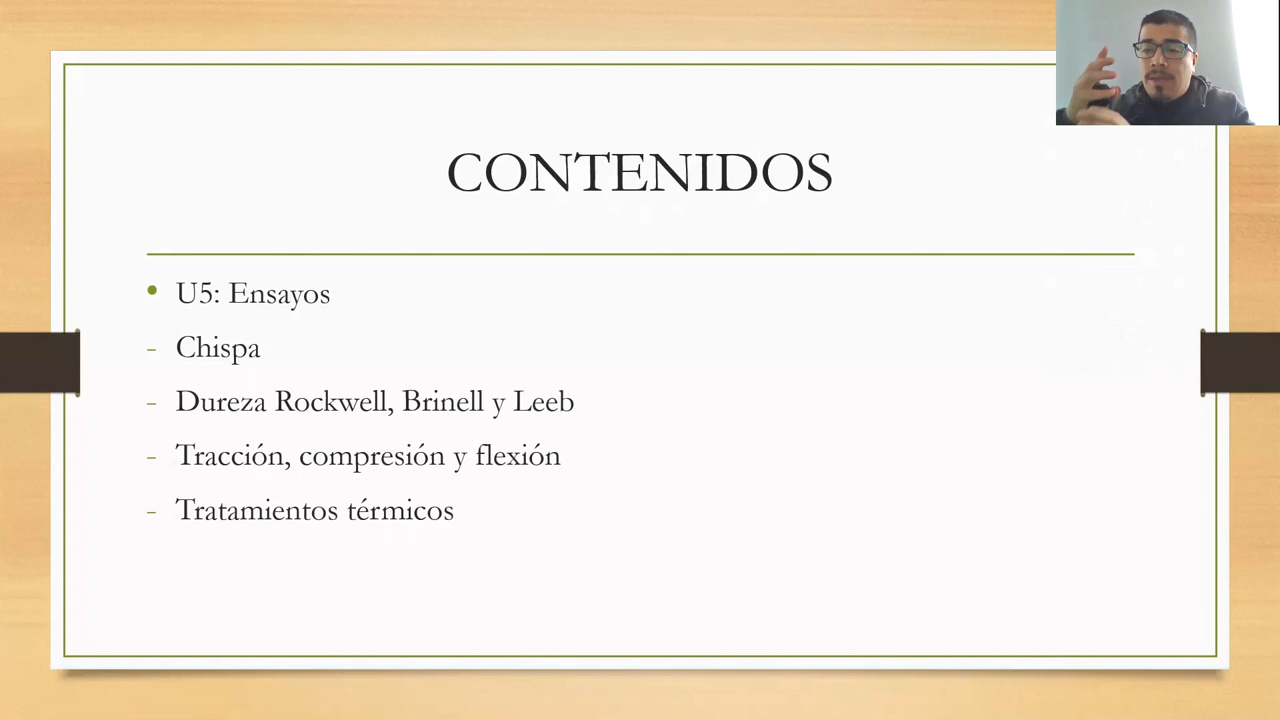 CONTENIDOS
• U5: Ensayos
- Chispa
- Dureza Rockwell, Brinell y Leeb
- Tracción, compresión y flexión
- Tratamientos térmicos